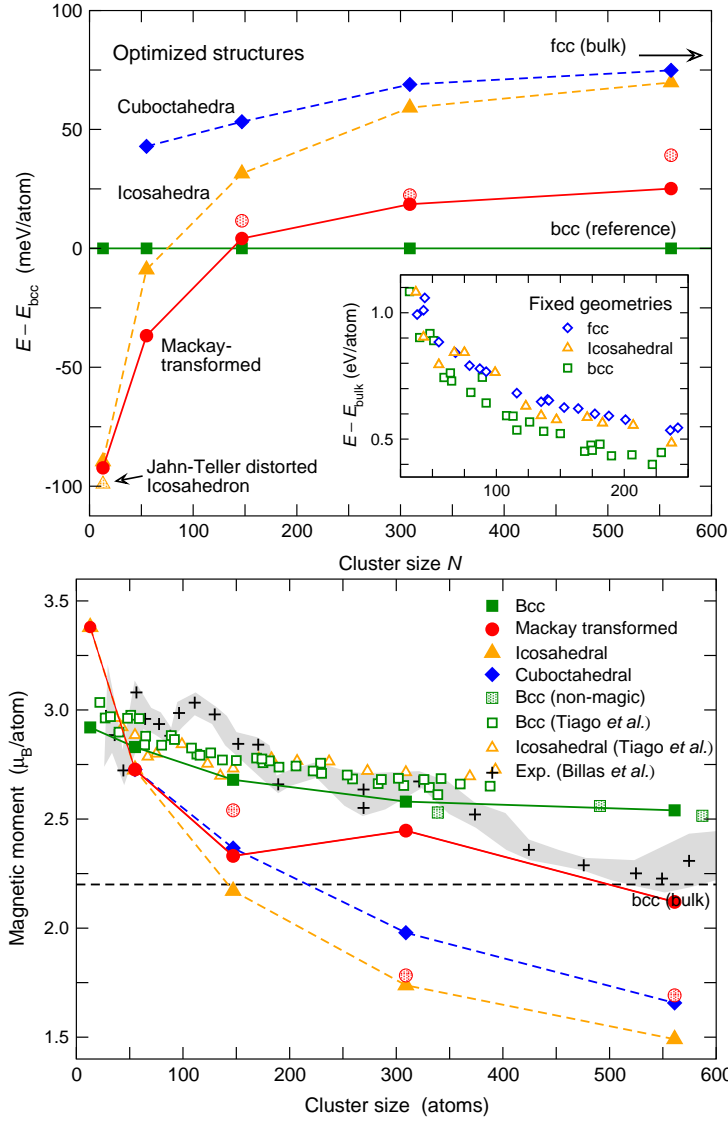 100
50
0
-50
-100
E – E_bcc (meV/atom)
Optimized structures
fcc (bulk)
Cuboctahedra
Icosahedra
bcc (reference)
Mackay-
transformed
Jahn-Teller distorted
Icosahedron
Fixed geometries
fcc
Icosahedral
bcc
1.0
0.5
E – E_bulk (eV/atom)
100
200
0
100
200
300
400
500
600
Cluster size N
3.5
3.0
2.5
2.0
1.5
Magnetic moment (μ_B/atom)
Bcc
Mackay transformed
Icosahedral
Cuboctahedral
Bcc (non-magic)
Bcc (Tiago et al.)
Icosahedral (Tiago et al.)
Exp. (Billas et al.)
bcc (bulk)
0
100
200
300
400
500
600
Cluster size (atoms)